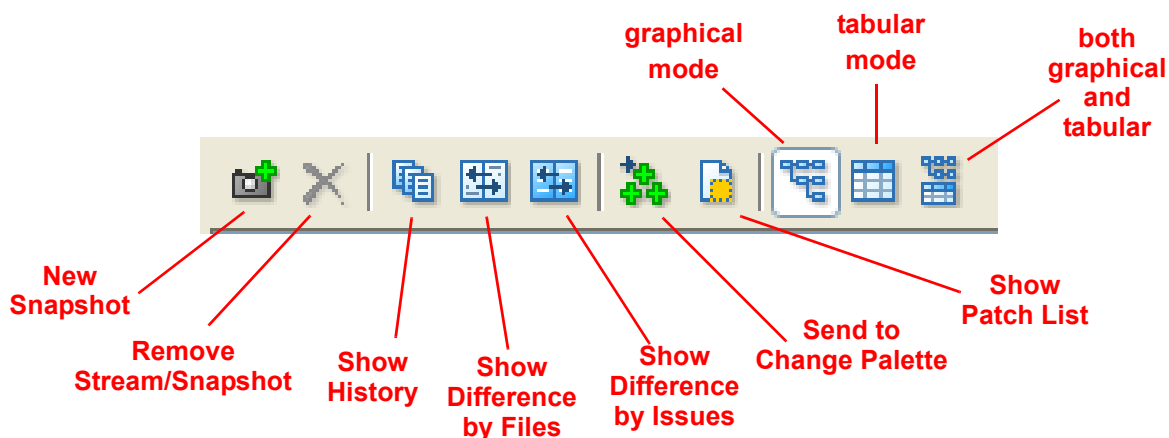 graphical
mode
tabular
mode
both
graphical
and
tabular
New
Snapshot
Remove
Stream/Snapshot
Show
History
Show
Difference
by Files
Show
Difference
by Issues
Send to
Change Palette
Show
Patch List